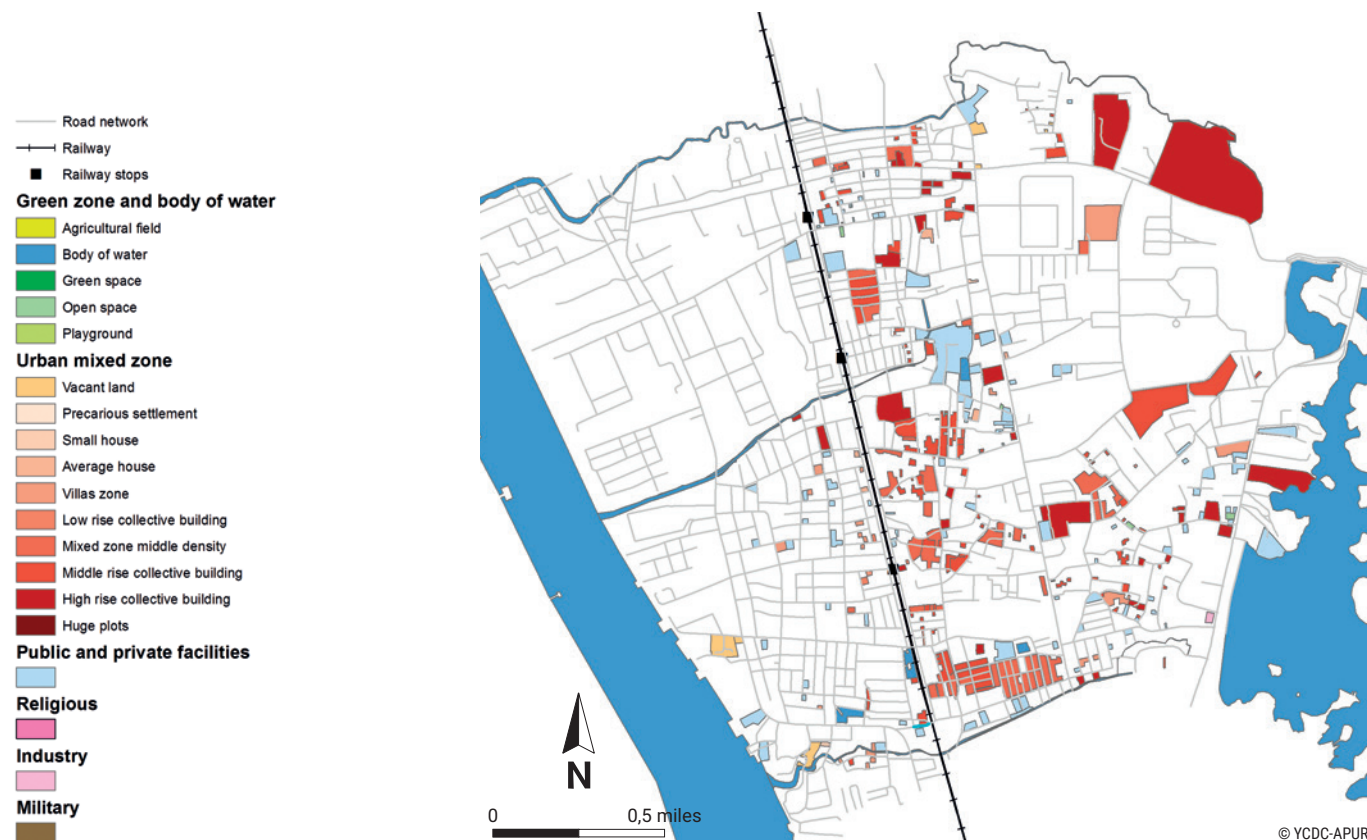 Road network
Railway
Railway stops
Green zone and body of water
Agricultural field
Body of water
Green space
Open space
Playground
Urban mixed zone
Vacant land
Precarious settlement
Small house
Average house
Villas zone
Low rise collective building
Mixed zone middle density
Middle rise collective building
High rise collective building
Huge plots
Public and private facilities
Religious
Industry
Military
N
0 0,5 miles
© YCDC-APUR